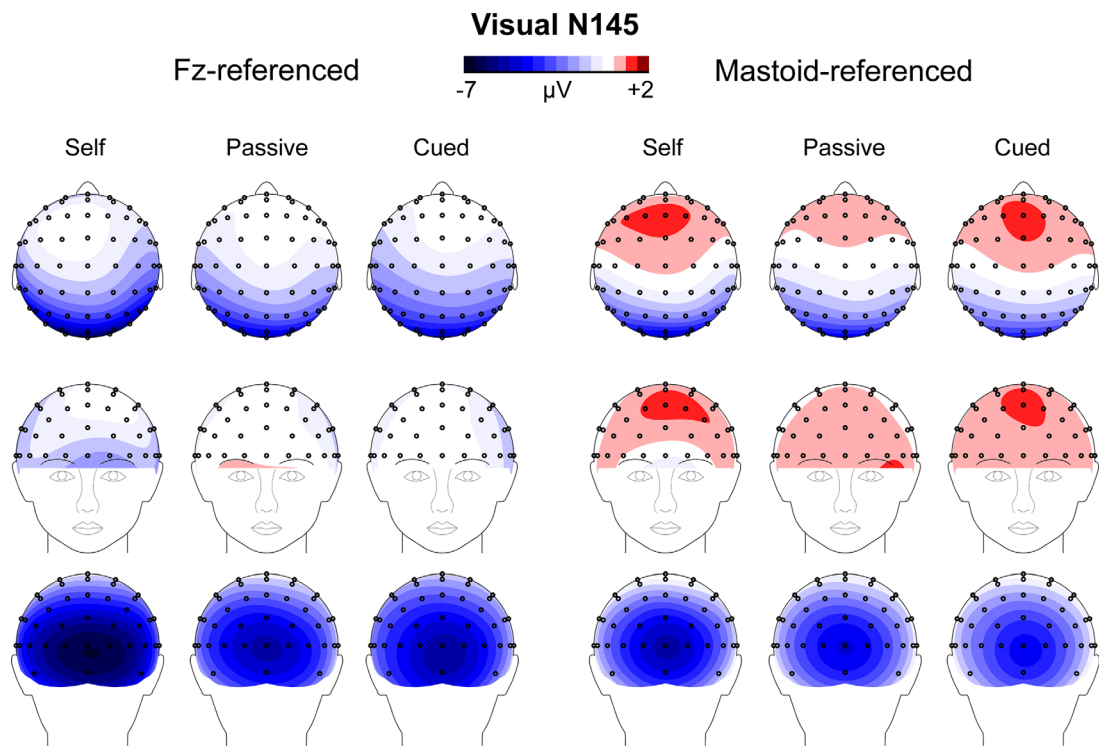 Visual N145
Fz-referenced
-7 µV +2
Mastoid-referenced
Self Passive Cued Self Passive Cued